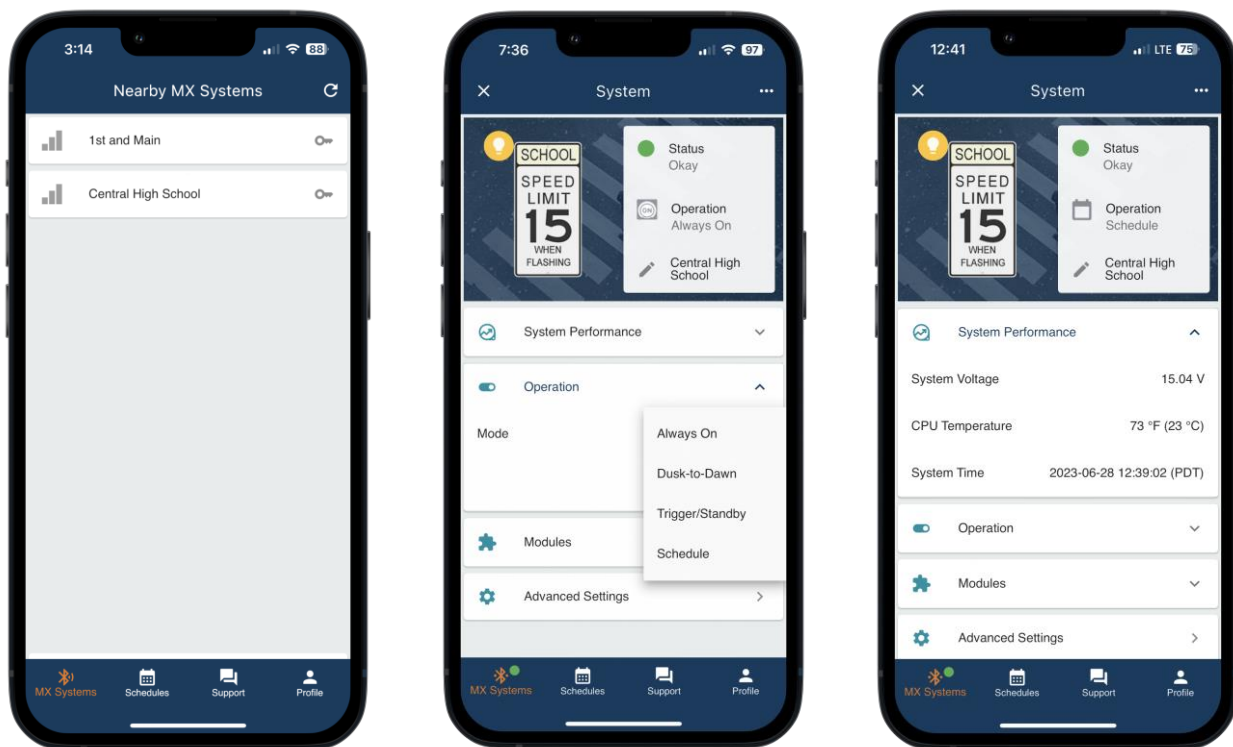 3:14
88
Nearby MX Systems
1st and Main
Central High School
MX Systems
Schedules
Support
Profile
7:36
97
System
SCHOOL
SPEED
LIMIT
15
WHEN
FLASHING
Status
Okay
ON
Operation
Always On
Central High
School
System Performance
Operation
Mode
Always On
Dusk-to-Dawn
Trigger/Standby
Schedule
Modules
Advanced Settings
MX Systems
Schedules
Support
Profile
12:41
LTE 75
System
SCHOOL
SPEED
LIMIT
15
WHEN
FLASHING
Status
Okay
Operation
Schedule
Central High
School
System Performance
System Voltage 15.04 V
CPU Temperature 73 °F (23 °C)
System Time 2023-06-28 12:39:02 (PDT)
Operation
Modules
Advanced Settings
MX Systems
Schedules
Support
Profile